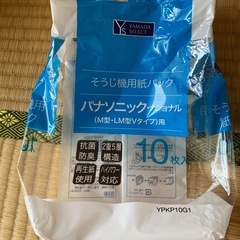 YS
YAMADA
SELECT
そうじ機用紙パック
パナソニック・ナショナル
(M型・LM型Vタイプ)用
抗菌
防臭
2重5層
構造
再生紙
使用
ハイパワー
対応
10枚入
YPKP10G1